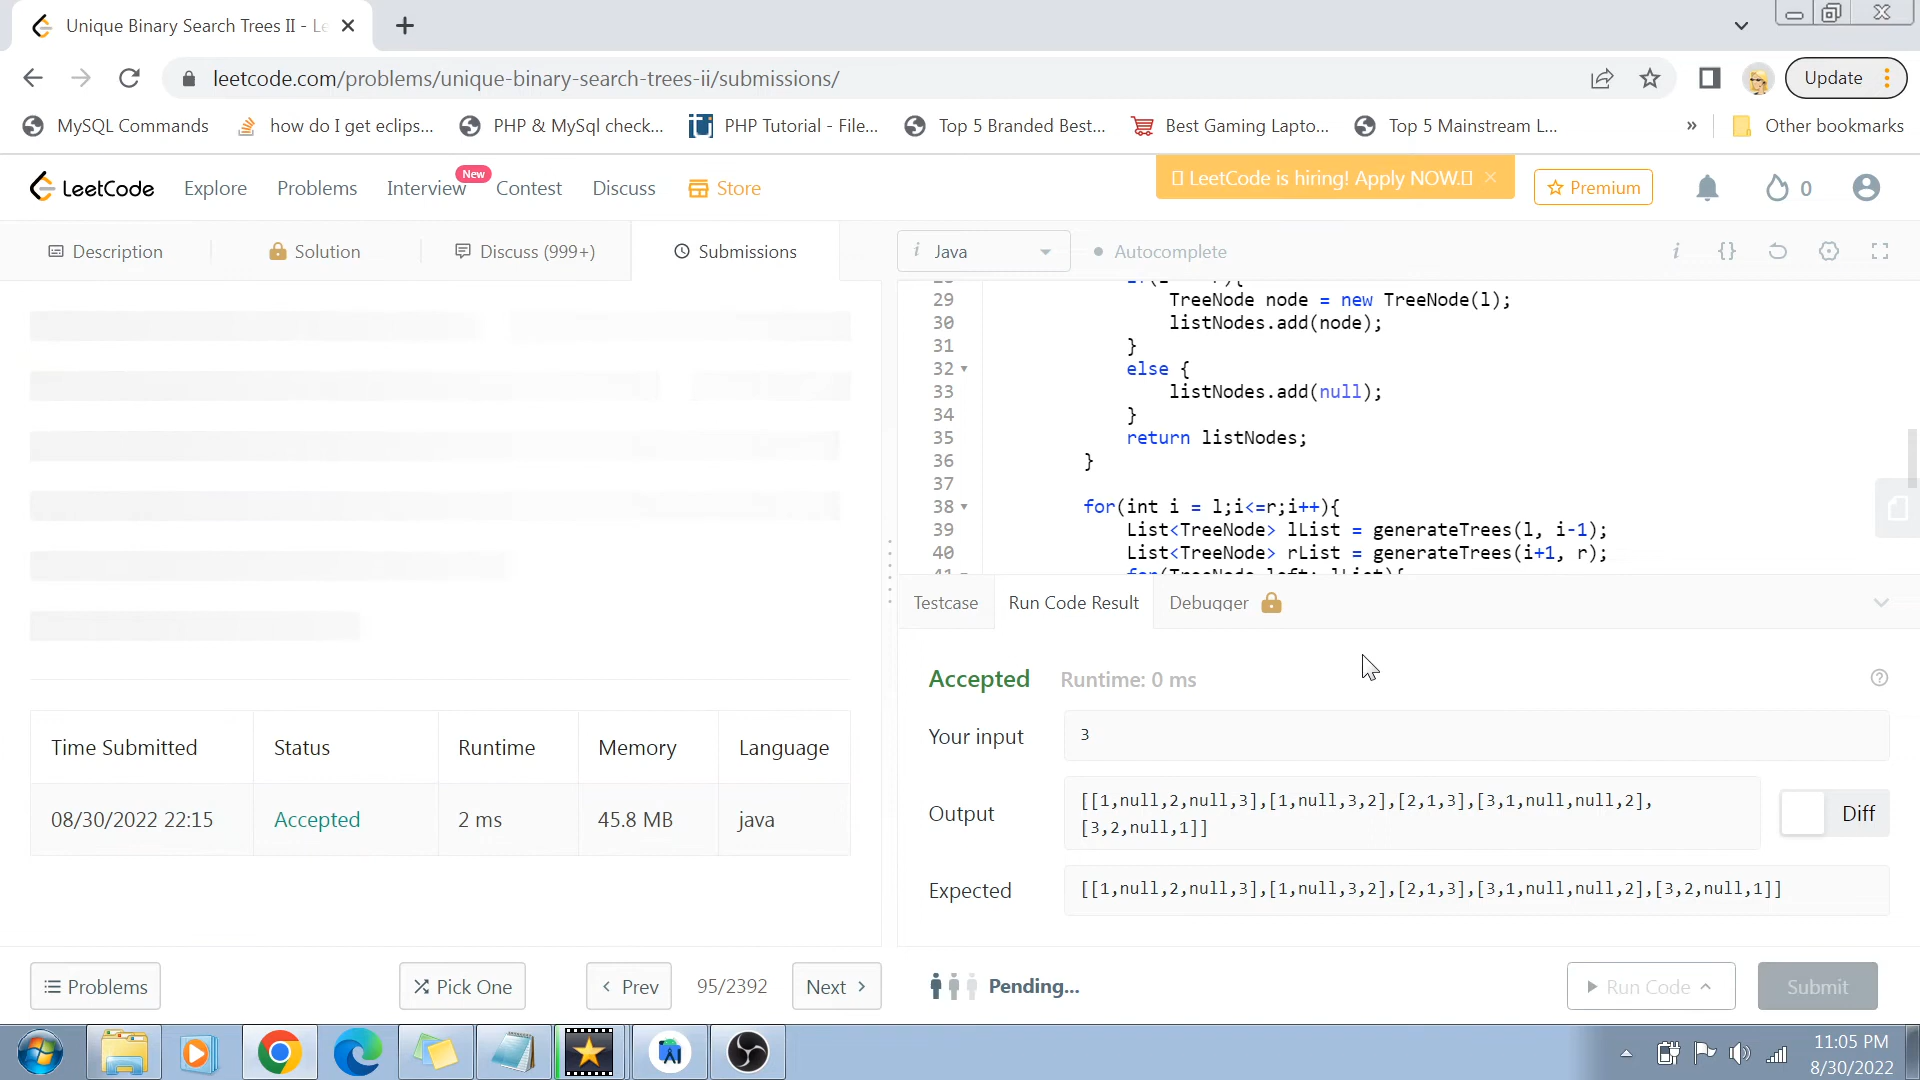 Unique Binary Search Trees II - Le
leetcode.com/problems/unique-binary-search-trees-ii/submissions/
Update
MySQL Commands
how do I get eclips...
PHP & MySql check...
PHP Tutorial - File...
Top 5 Branded Best...
Best Gaming Lapto...
Top 5 Mainstream L...
»
Other bookmarks
LeetCode
Explore
Problems
Interview
New
Contest
Discuss
Store
LeetCode is hiring! Apply NOW.
Premium
0
Description
Solution
Discuss (999+)
Submissions
i Java
Autocomplete
i {}
29 TreeNode node = new TreeNode(l);
30 listNodes.add(node);
31 }
32 else {
33 listNodes.add(null);
34 }
35 return listNodes;
36 }
37
38 for(int i = l;i<=r;i++){
39 List<TreeNode> lList = generateTrees(l, i-1);
40 List<TreeNode> rList = generateTrees(i+1, r);
Testcase
Run Code Result
Debugger
Accepted
Runtime: 0 ms
Your input
3
Output
[[1,null,2,null,3],[1,null,3,2],[2,1,3],[3,1,null,null,2],
[3,2,null,1]]
Diff
Expected
[[1,null,2,null,3],[1,null,3,2],[2,1,3],[3,1,null,null,2],[3,2,null,1]]
Time Submitted
Status
Runtime
Memory
Language
08/30/2022 22:15
Accepted
2 ms
45.8 MB
java
Problems
Pick One
Prev
95/2392
Next
Pending...
Run Code
Submit
11:05 PM
8/30/2022